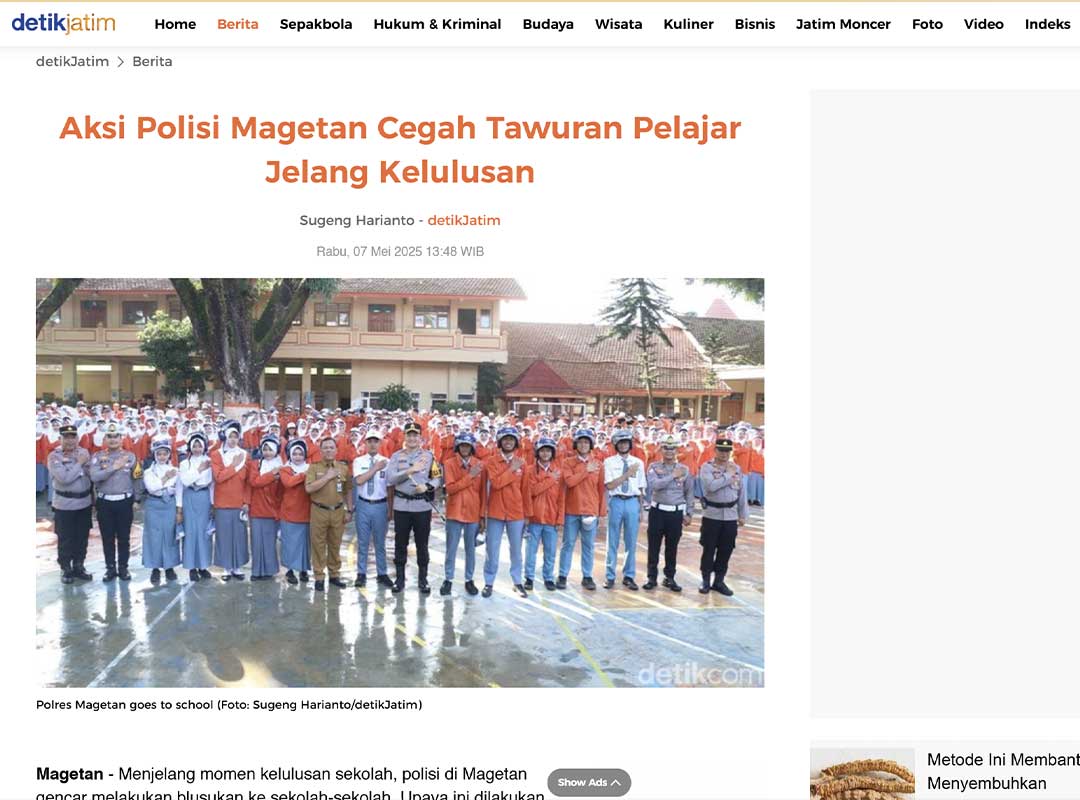 detikjatim
Home Berita Sepakbola Hukum & Kriminal Budaya Wisata Kuliner Bisnis Jatim Moncer Foto Video Indeks
detikJatim > Berita
Aksi Polisi Magetan Cegah Tawuran Pelajar
Jelang Kelulusan
Sugeng Harianto - detikJatim
Rabu, 07 Mei 2025 13:48 WIB
detikcom
Polres Magetan goes to school (Foto: Sugeng Harianto/detikJatim)
Magetan - Menjelang momen kelulusan sekolah, polisi di Magetan
gencar melakukan blusukan ke sekolah-sekolah. Upaya ini dilakukan
Show Ads
Metode Ini Membant
Menyembuhkan